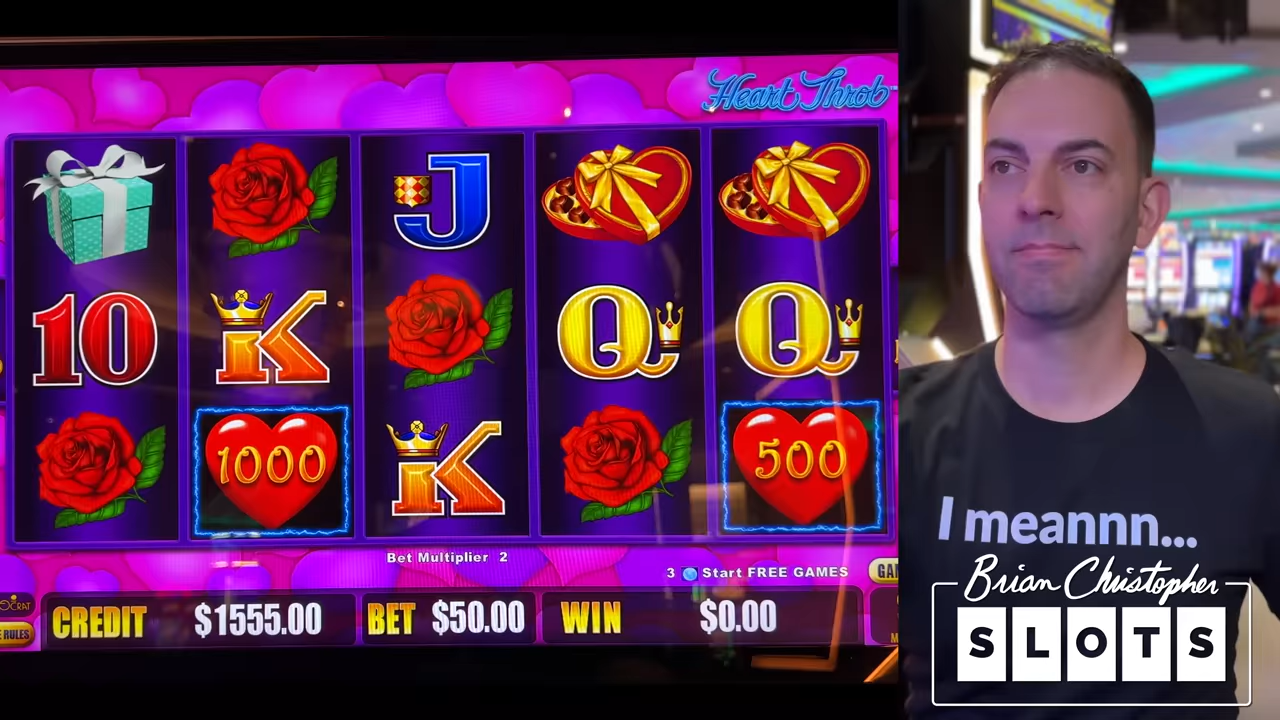 Heart Throb
J
10
K
Q
Q
1000
K
500
Bet Multiplier 2
3 Start FREE GAMES
CREDIT $1555.00 BET $50.00 WIN $0.00
RULES
I meannn...
Brian Christopher
SLOTS